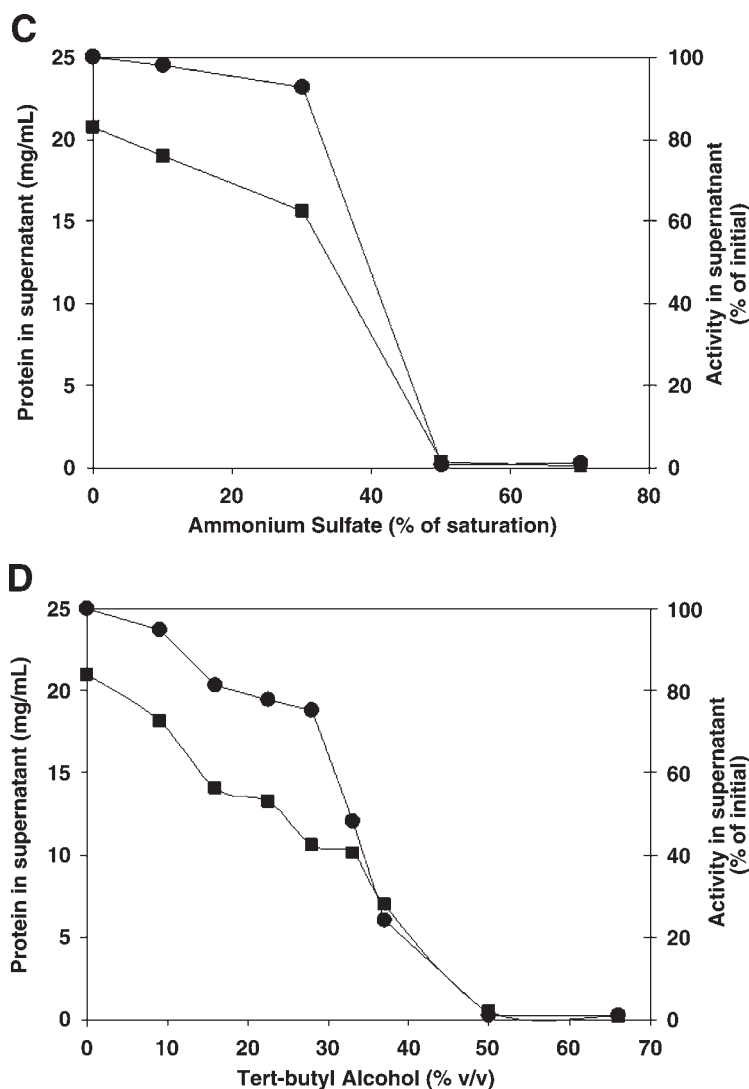 C
25
20
15
10
5
0
100
80
60
40
20
0
Protein in supernatant (mg/mL)
Activity in supernatnant
(% of initial)
0 20 40 60 80
Ammonium Sulfate (% of saturation)
D
25
20
15
10
5
0
100
80
60
40
20
0
Protein in supernatant (mg/mL)
Activity in supernatant
(% of initial)
0 10 20 30 40 50 60 70
Tert-butyl Alcohol (% v/v)